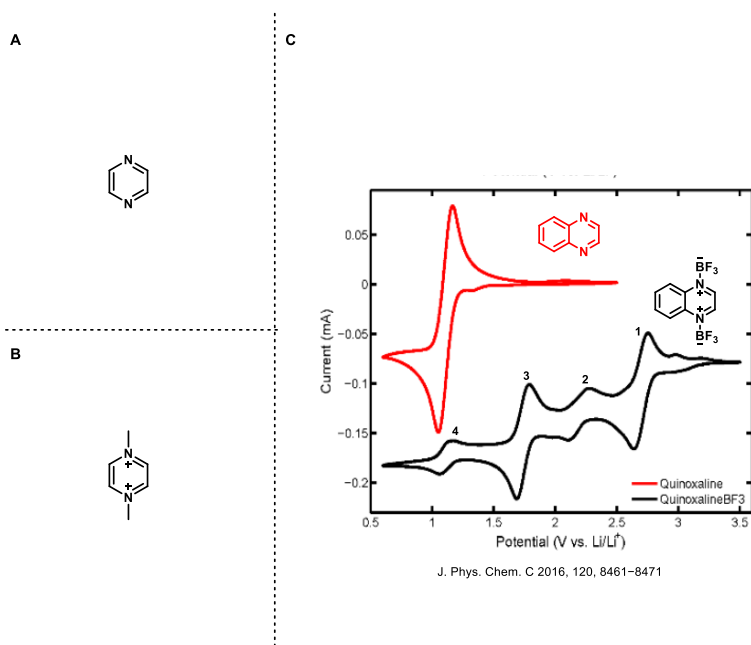 A
C
N
N
B
N
+
+
N
0.05
0
−0.05
−0.1
−0.15
−0.2
Current (mA)
N
N
−
BF3
N
+
+
N
BF3
−
1
2
3
4
Quinoxaline
QuinoxalineBF3
0.5 1 1.5 2 2.5 3 3.5
Potential (V vs. Li/Li+)
J. Phys. Chem. C 2016, 120, 8461−8471